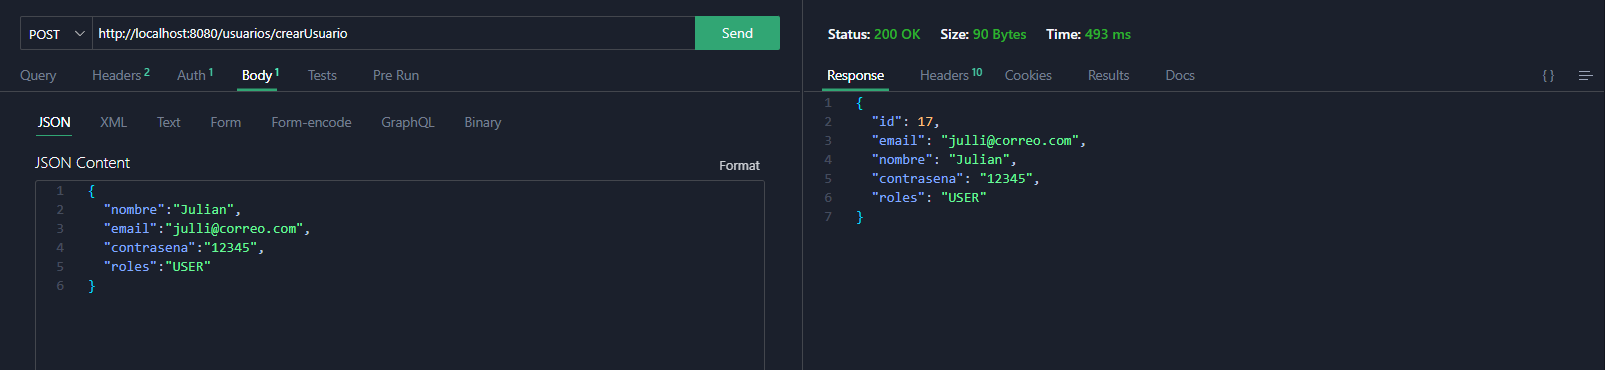 POST http://localhost:8080/usuarios/crearUsuario Send
Query Headers 2 Auth 1 Body 1 Tests Pre Run
JSON XML Text Form Form-encode GraphQL Binary
JSON Content Format
1 {
2 "nombre":"Julian",
3 "email":"julli@correo.com",
4 "contrasena":"12345",
5 "roles":"USER"
6 }
Status: 200 OK Size: 90 Bytes Time: 493 ms
Response Headers 10 Cookies Results Docs { }
1 {
2 "id": 17,
3 "email": "julli@correo.com",
4 "nombre": "Julian",
5 "contrasena": "12345",
6 "roles": "USER"
7 }